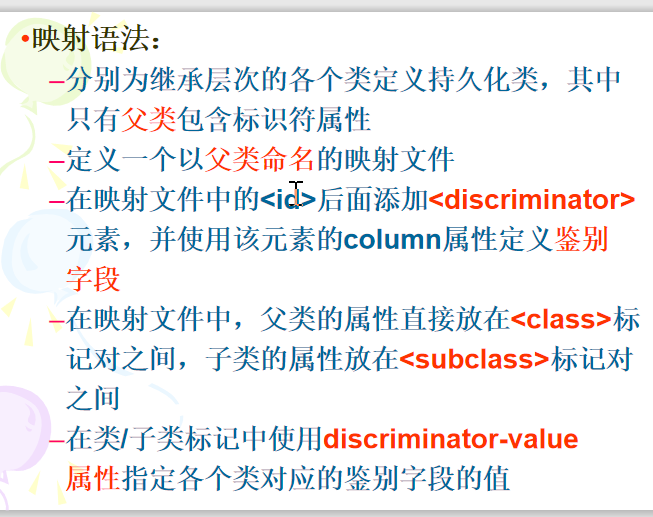 •映射语法：
–分别为继承层次的各个类定义持久化类，其中
只有父类包含标识符属性
–定义一个以父类命名的映射文件
–在映射文件中的<id>后面添加<discriminator>
元素，并使用该元素的column属性定义鉴别
字段
–在映射文件中，父类的属性直接放在<class>标
记对之间，子类的属性放在<subclass>标记对
之间
–在类/子类标记中使用discriminator-value
属性指定各个类对应的鉴别字段的值